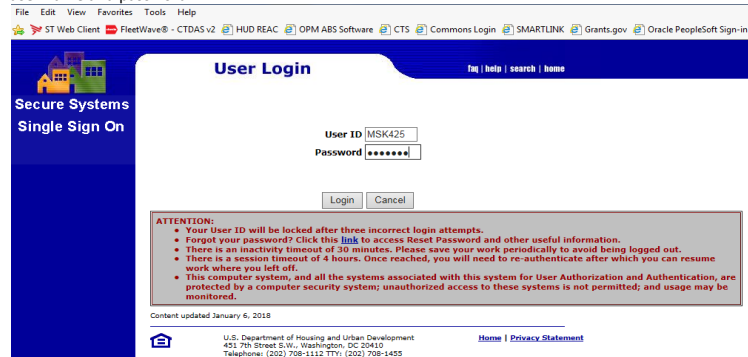 File Edit View Favorites Tools Help
ST Web Client FleetWave® - CTDAS v2 HUD REAC OPM ABS Software CTS Commons Login SMARTLINK Grants.gov Oracle PeopleSoft Sign-in
User Login
faq | help | search | home
Secure Systems
Single Sign On
User ID MSK425
Password •••••••
Login Cancel
ATTENTION:
• Your User ID will be locked after three incorrect login attempts.
• Forgot your password? Click this link to access Reset Password and other useful information.
• There is an inactivity timeout of 30 minutes. Please save your work periodically to avoid being logged out.
• There is a session timeout of 4 hours. Once reached, you will need to re-authenticate after which you can resume
work where you left off.
• This computer system, and all the systems associated with this system for User Authorization and Authentication, are
protected by a computer security system; unauthorized access to these systems is not permitted; and usage may be
monitored.
Content updated January 6, 2018
U.S. Department of Housing and Urban Development
451 7th Street S.W., Washington, DC 20410
Telephone: (202) 708-1112 TTY: (202) 708-1455
Home | Privacy Statement